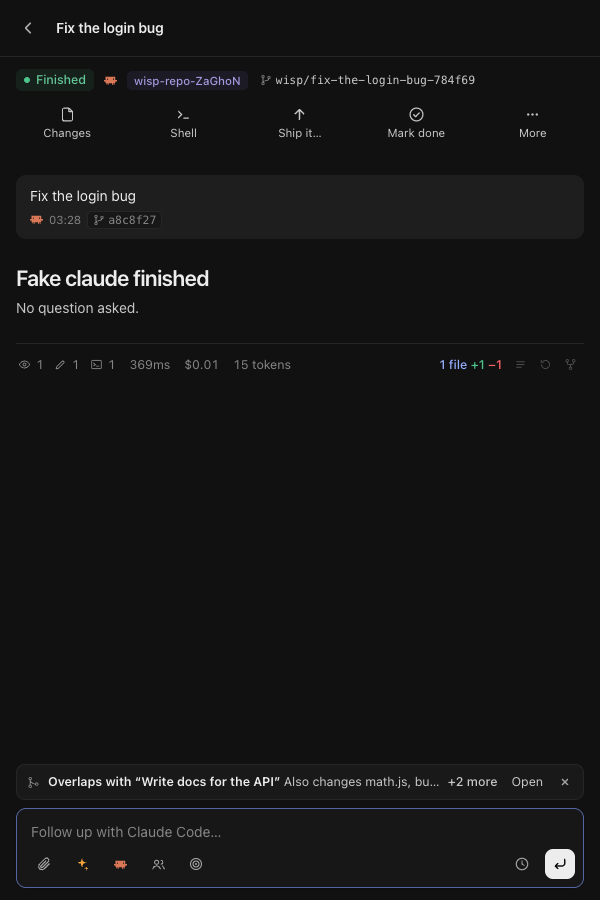 Fix the login bug
Finished wisp-repo-ZaGhoN wisp/fix-the-login-bug-784f69
Changes Shell Ship it... Mark done More
Fix the login bug
03:28 a8c8f27
Fake claude finished
No question asked.
1 1 1 369ms $0.01 15 tokens 1 file +1 −1
Overlaps with “Write docs for the API” Also changes math.js, bu... +2 more Open ×
Follow up with Claude Code...